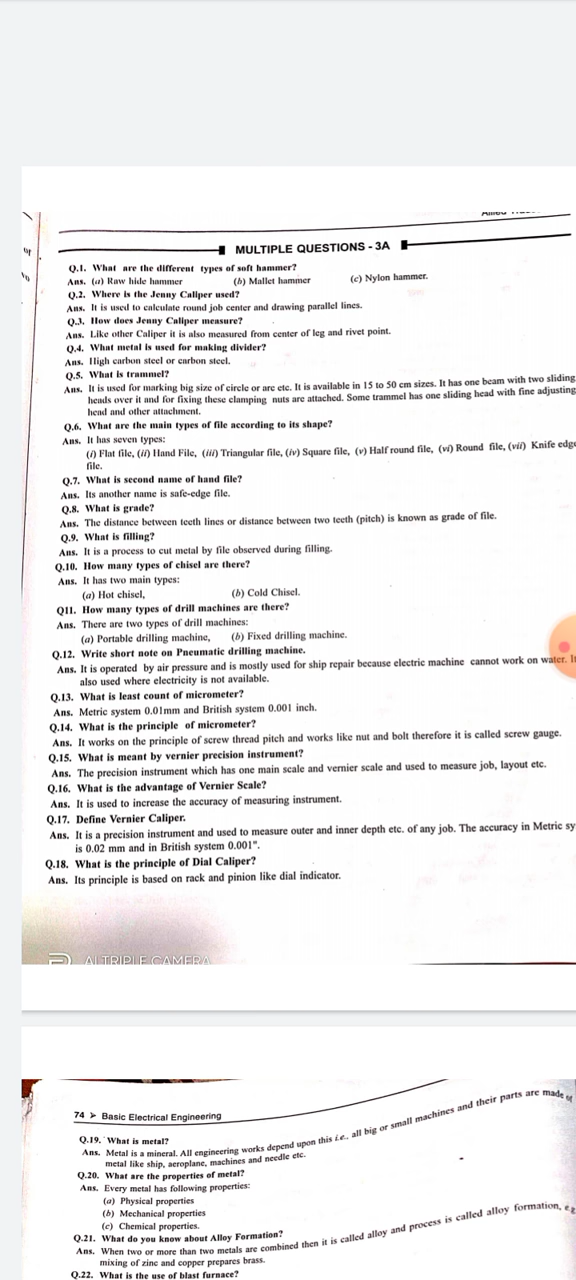 MULTIPLE QUESTIONS - 3A
Q.1. What are the different types of soft hammer?
Ans. (a) Raw hide hammer (b) Mallet hammer (c) Nylon hammer.
Q.2. Where is the Jenny Caliper used?
Ans. It is used to calculate round job center and drawing parallel lines.
Q.3. How does Jenny Caliper measure?
Ans. Like other Caliper it is also measured from center of leg and rivet point.
Q.4. What metal is used for making divider?
Ans. High carbon steel or carbon steel.
Q.5. What is trammel?
Ans. It is used for marking big size of circle or arc etc. It is available in 15 to 50 cm sizes. It has one beam with two sliding
heads over it and for fixing these clamping nuts are attached. Some trammel has one sliding head with fine adjusting
head and other attachment.
Q.6. What are the main types of file according to its shape?
Ans. It has seven types:
(i) Flat file, (ii) Hand File, (iii) Triangular file, (iv) Square file, (v) Half round file, (vi) Round file, (vii) Knife edge
file.
Q.7. What is second name of hand file?
Ans. Its another name is safe-edge file.
Q.8. What is grade?
Ans. The distance between teeth lines or distance between two teeth (pitch) is known as grade of file.
Q.9. What is filling?
Ans. It is a process to cut metal by file observed during filling.
Q.10. How many types of chisel are there?
Ans. It has two main types:
(a) Hot chisel, (b) Cold Chisel.
Q11. How many types of drill machines are there?
Ans. There are two types of drill machines:
(a) Portable drilling machine, (b) Fixed drilling machine.
Q.12. Write short note on Pneumatic drilling machine.
Ans. It is operated by air pressure and is mostly used for ship repair because electric machine cannot work on water. It
also used where electricity is not available.
Q.13. What is least count of micrometer?
Ans. Metric system 0.01mm and British system 0.001 inch.
Q.14. What is the principle of micrometer?
Ans. It works on the principle of screw thread pitch and works like nut and bolt therefore it is called screw gauge.
Q.15. What is meant by vernier precision instrument?
Ans. The precision instrument which has one main scale and vernier scale and used to measure job, layout etc.
Q.16. What is the advantage of Vernier Scale?
Ans. It is used to increase the accuracy of measuring instrument.
Q.17. Define Vernier Caliper.
Ans. It is a precision instrument and used to measure outer and inner depth etc. of any job. The accuracy in Metric sy
is 0.02 mm and in British system 0.001".
Q.18. What is the principle of Dial Caliper?
Ans. Its principle is based on rack and pinion like dial indicator.
AI TRIPLE CAMERA
74 ➤ Basic Electrical Engineering
Q.19. What is metal?
Ans. Metal is a mineral. All engineering works depend upon this i.e., all big or small machines and their parts are made of
metal like ship, aeroplane, machines and needle etc.
Q.20. What are the properties of metal?
Ans. Every metal has following properties:
(a) Physical properties
(b) Mechanical properties
(c) Chemical properties.
Q.21. What do you know about Alloy Formation?
Ans. When two or more than two metals are combined then it is called alloy and process is called alloy formation, e.g
mixing of zinc and copper prepares brass.
Q.22. What is the use of blast furnace?